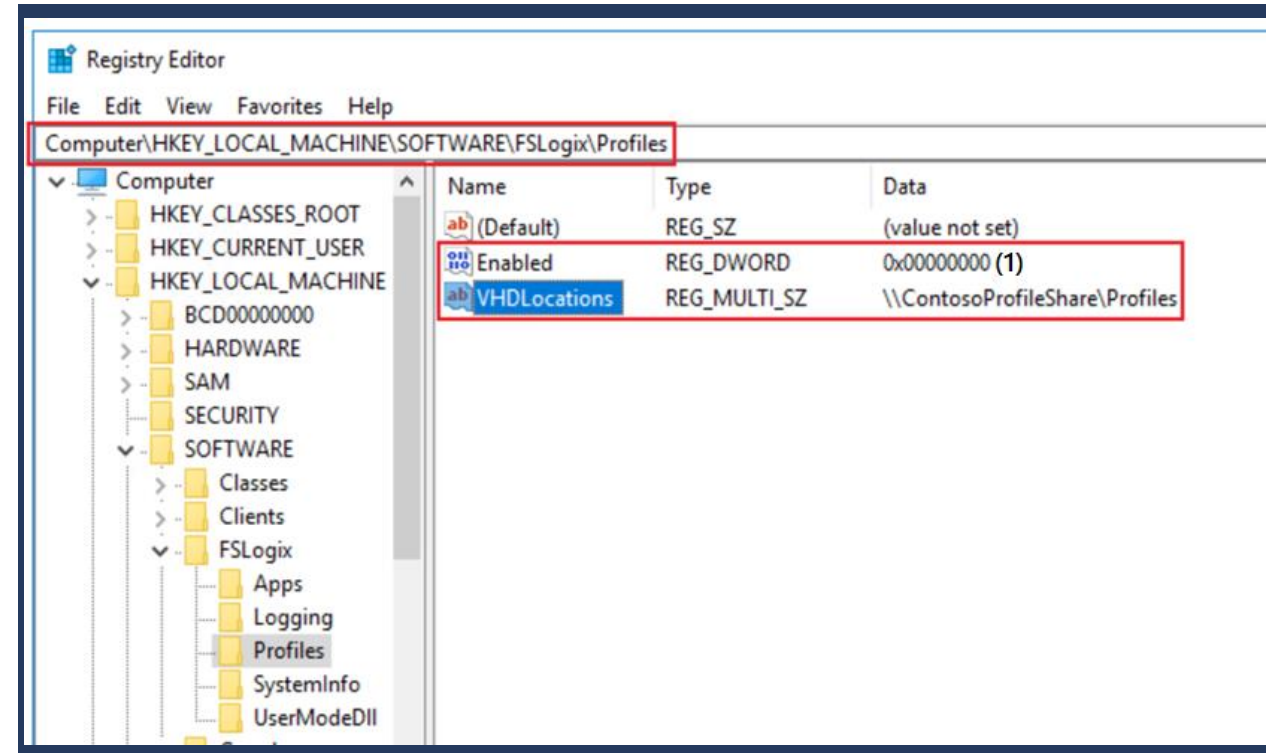 Registry Editor
File Edit View Favorites Help
Computer\HKEY_LOCAL_MACHINE\SOFTWARE\FSLogix\Profiles
Computer
HKEY_CLASSES_ROOT
HKEY_CURRENT_USER
HKEY_LOCAL_MACHINE
BCD00000000
HARDWARE
SAM
SECURITY
SOFTWARE
Classes
Clients
FSLogix
Apps
Logging
Profiles
SystemInfo
UserModeDll
Name Type Data
(Default) REG_SZ (value not set)
Enabled REG_DWORD 0x00000000 (1)
VHDLocations REG_MULTI_SZ \\ContosoProfileShare\Profiles